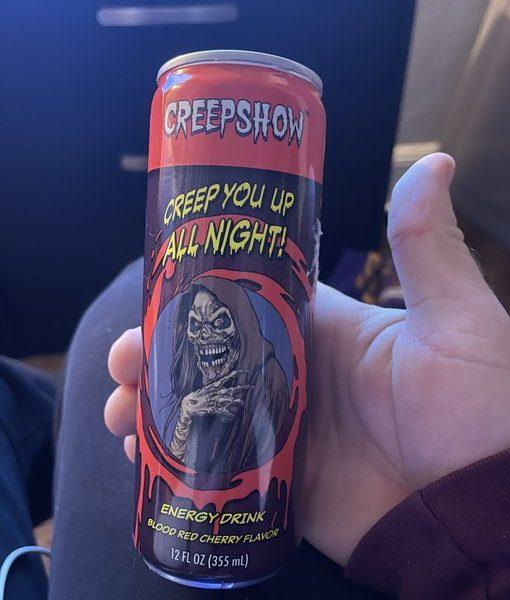 CREEPSHOW
CREEP YOU UP
ALL NIGHT!
ENERGY DRINK
BLOOD RED CHERRY FLAVOR
12 FL OZ (355 mL)